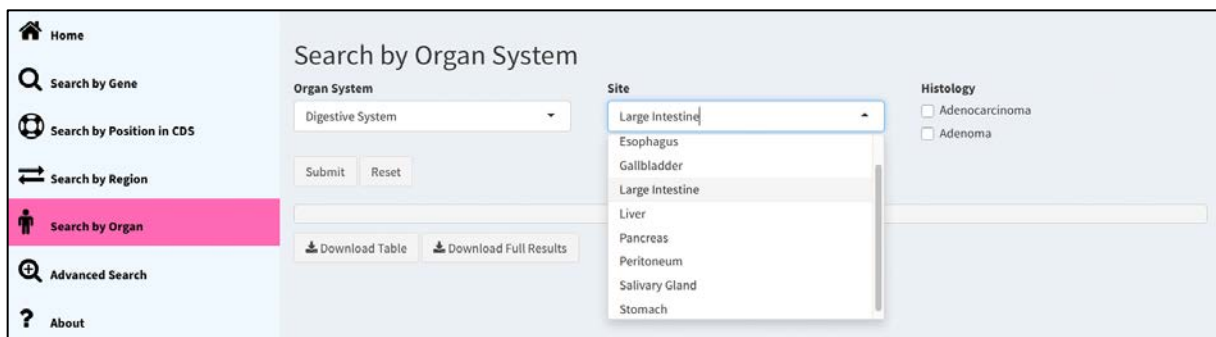 Home
Search by Gene
Search by Position in CDS
Search by Region
Search by Organ
Advanced Search
About
Search by Organ System
Organ System
Digestive System
Submit Reset
Download Table Download Full Results
Site
Large Intestine
Esophagus
Gallbladder
Large Intestine
Liver
Pancreas
Peritoneum
Salivary Gland
Stomach
Histology
Adenocarcinoma
Adenoma